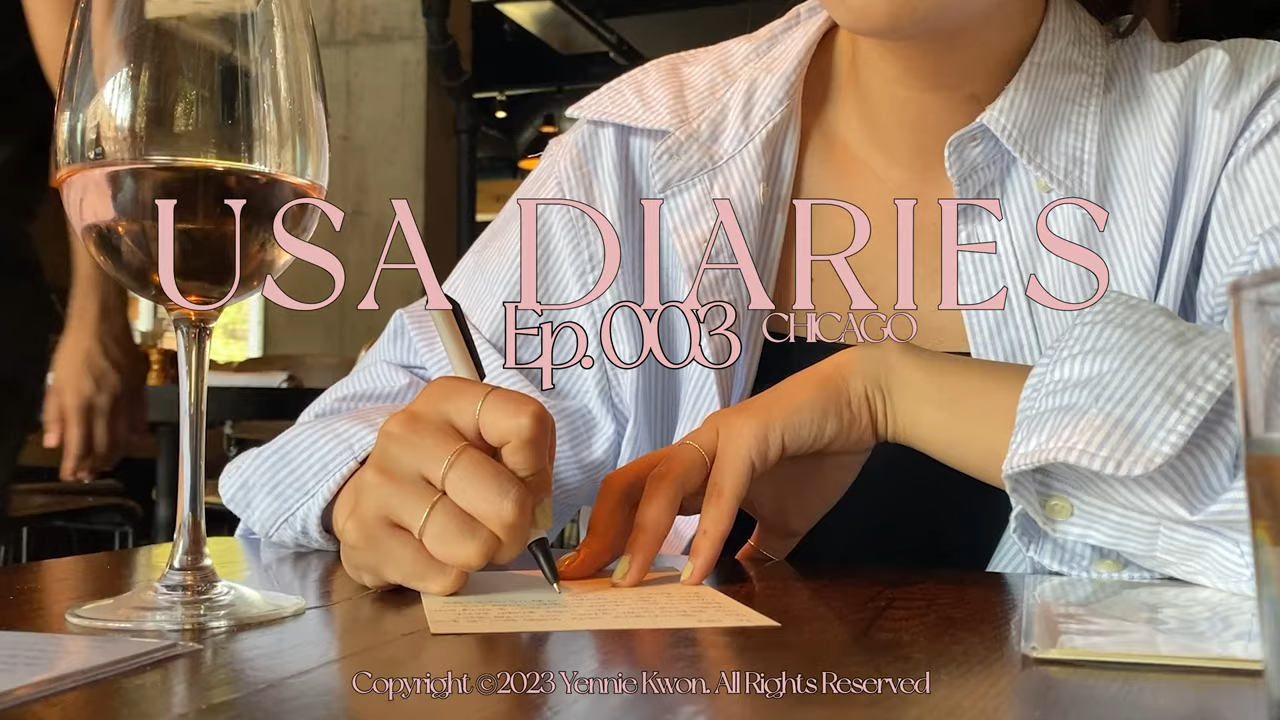 USA DIARIES
Ep. 003 CHICAGO
Copyright ©2023 Yennie Kwon. All Rights Reserved